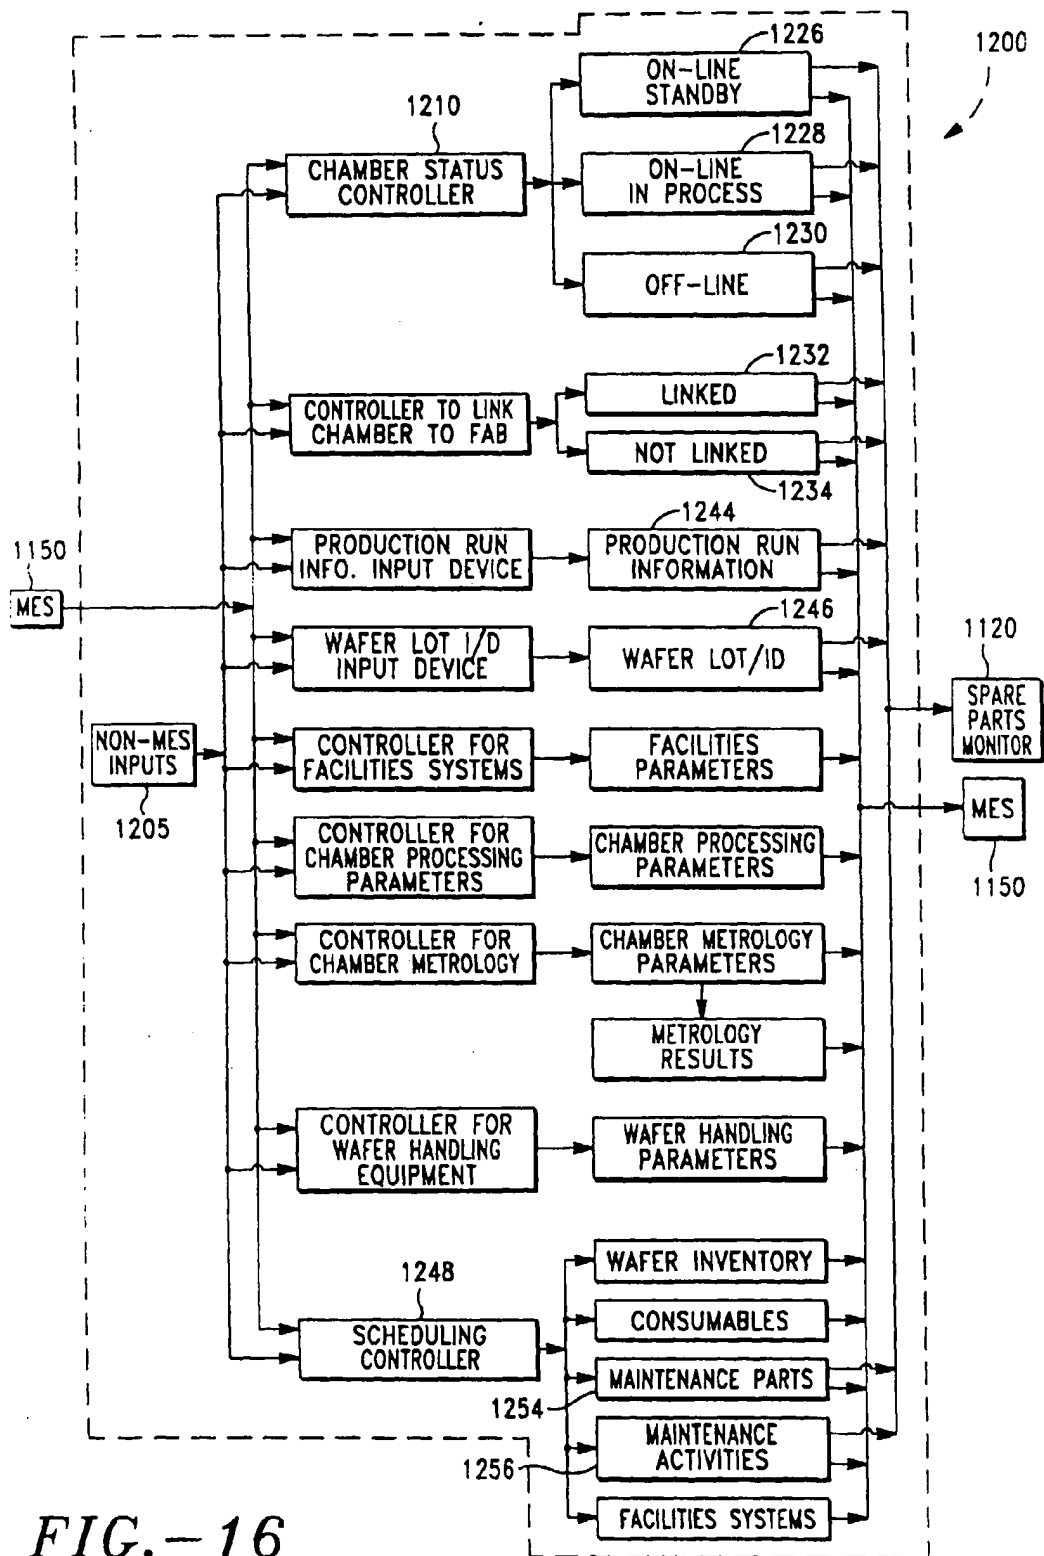 1226
1200
ON-LINE
STANDBY
1210
1228
CHAMBER STATUS
CONTROLLER
ON-LINE
IN PROCESS
1230
OFF-LINE
1232
CONTROLLER TO LINK
CHAMBER TO FAB
LINKED
NOT LINKED
1234
1244
1150
MES
PRODUCTION RUN
INFO. INPUT DEVICE
PRODUCTION RUN
INFORMATION
1246
WAFER LOT I/D
INPUT DEVICE
WAFER LOT/ID
1120
SPARE
PARTS
MONITOR
NON-MES
INPUTS
1205
CONTROLLER FOR
FACILITIES SYSTEMS
FACILITIES
PARAMETERS
MES
1150
CONTROLLER FOR
CHAMBER PROCESSING
PARAMETERS
CHAMBER PROCESSING
PARAMETERS
CONTROLLER FOR
CHAMBER METROLOGY
CHAMBER METROLOGY
PARAMETERS
METROLOGY
RESULTS
CONTROLLER FOR
WAFER HANDLING
EQUIPMENT
WAFER HANDLING
PARAMETERS
1248
SCHEDULING
CONTROLLER
WAFER INVENTORY
CONSUMABLES
MAINTENANCE PARTS
1254
MAINTENANCE
ACTIVITIES
1256
FACILITIES SYSTEMS
FIG.-16